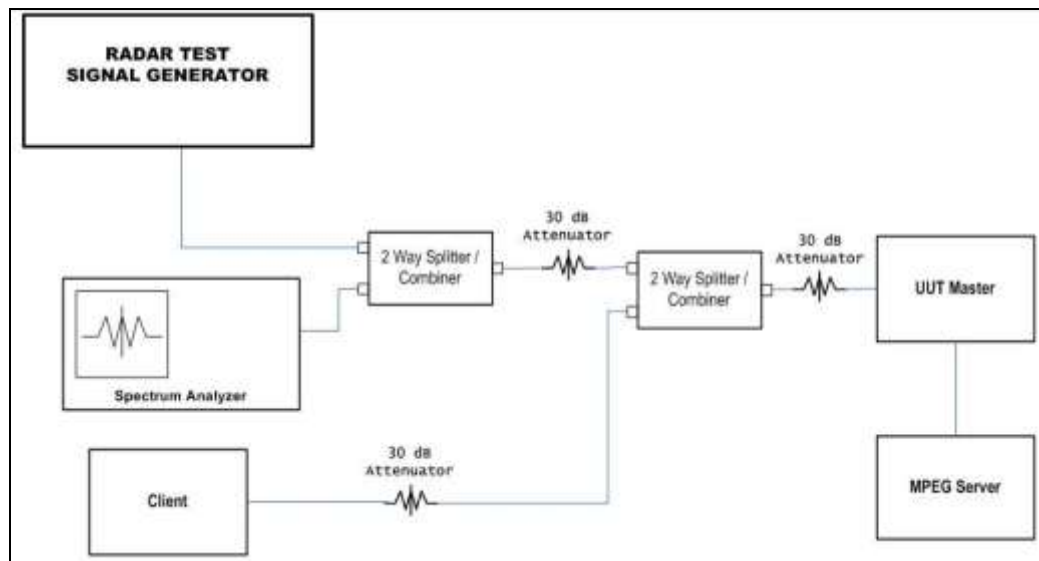 RADAR TEST
SIGNAL GENERATOR
30 dB
Attenuator
30 dB
Attenuator
2 Way Splitter /
Combiner
2 Way Splitter /
Combiner
UUT Master
Spectrum Analyzer
30 dB
Attenuator
Client
MPEG Server